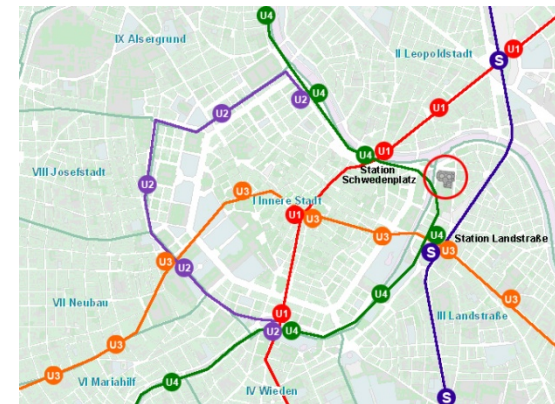 U4
IX Alsergrund
II Leopoldstadt
U1
S
U4
U2
U2
U1
U4
U1
Station
Schwedenplatz
VIII Josefstadt
U2
U3
I Innere Stadt
U1
U3
U3
U4
Station Landstraße
S
U3
U3
U2
U4
U3
VII Neubau
III Landstraße
U1
U2
U4
U3
U3
VI Mariahilf
U4
IV Wieden
S